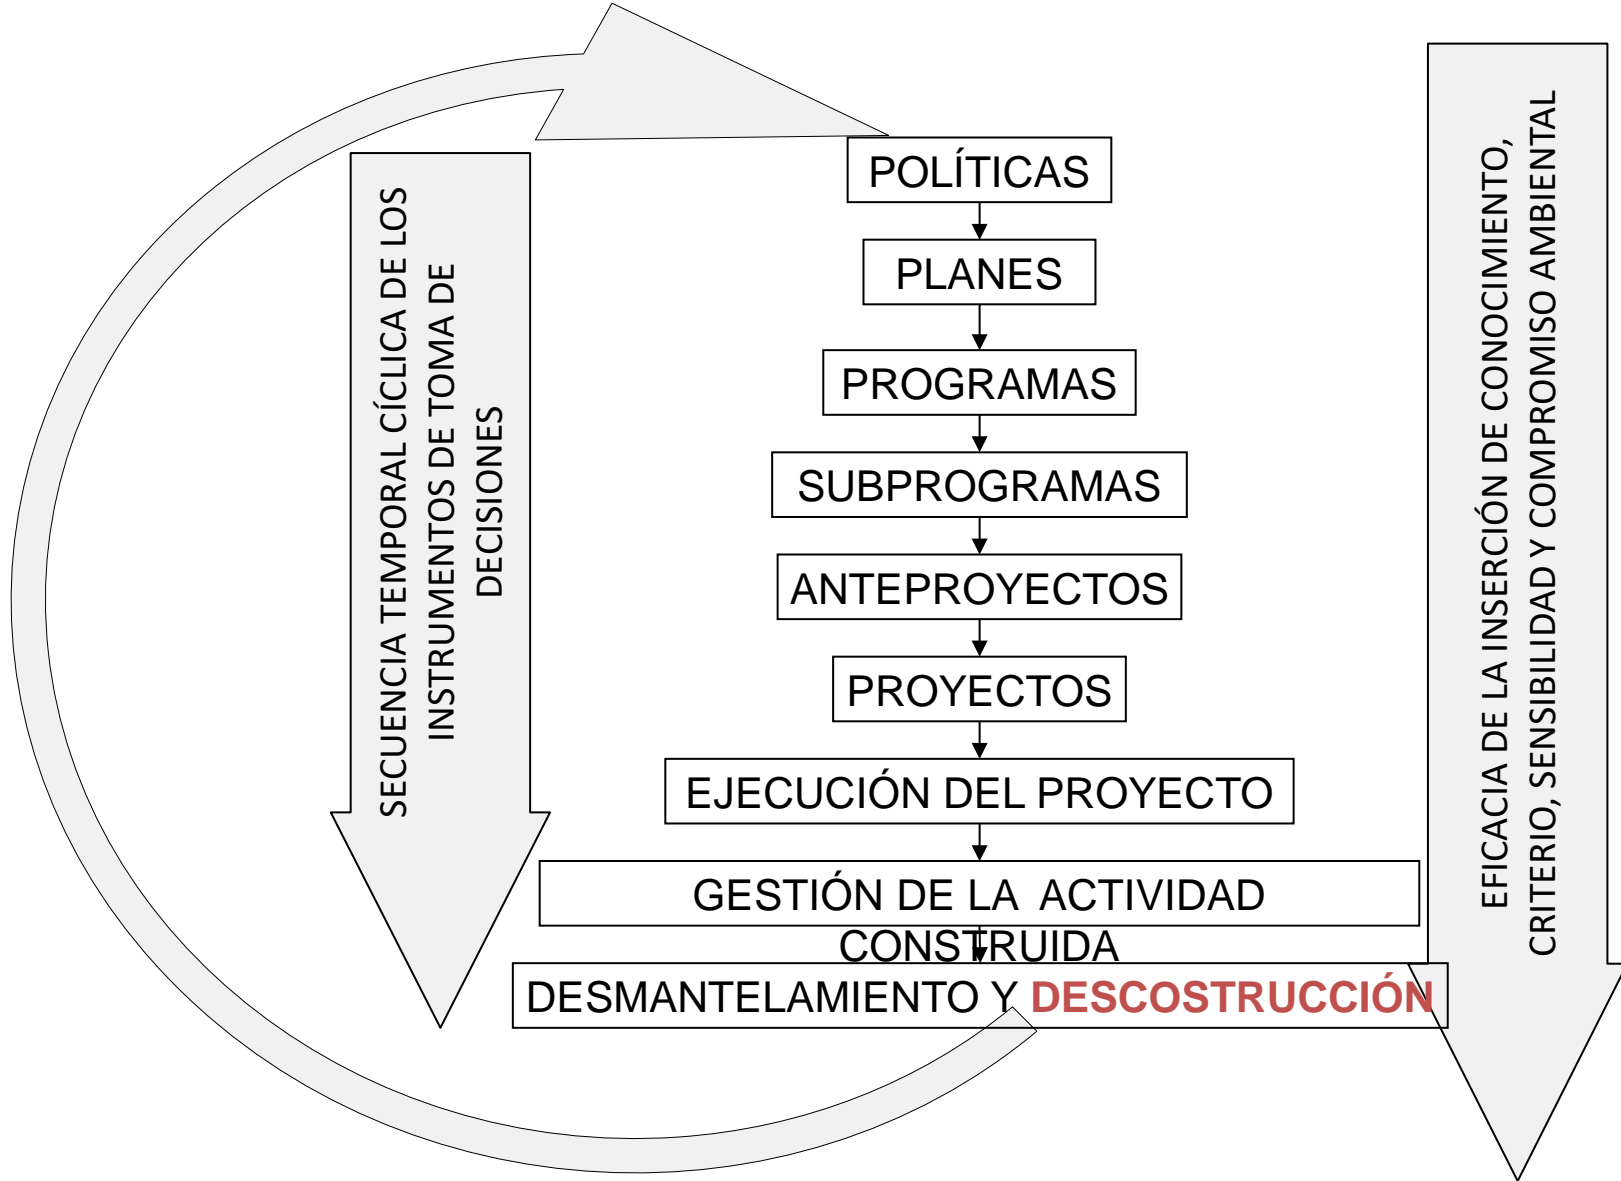 SECUENCIA TEMPORAL CÍCLICA DE LOS
INSTRUMENTOS DE TOMA DE
DECISIONES
POLÍTICAS
PLANES
PROGRAMAS
SUBPROGRAMAS
ANTEPROYECTOS
PROYECTOS
EJECUCIÓN DEL PROYECTO
GESTIÓN DE LA ACTIVIDAD
CONSTRUIDA
DESMANTELAMIENTO Y DESCOSTRUCCIÓN
EFICACIA DE LA INSERCIÓN DE CONOCIMIENTO,
CRITERIO, SENSIBILIDAD Y COMPROMISO AMBIENTAL